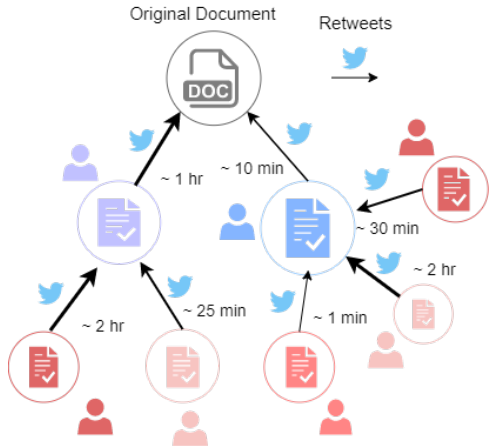 Original Document
Retweets
DOC
~ 1 hr
~ 10 min
~ 30 min
~ 2 hr
~ 25 min
~ 1 min
~ 2 hr